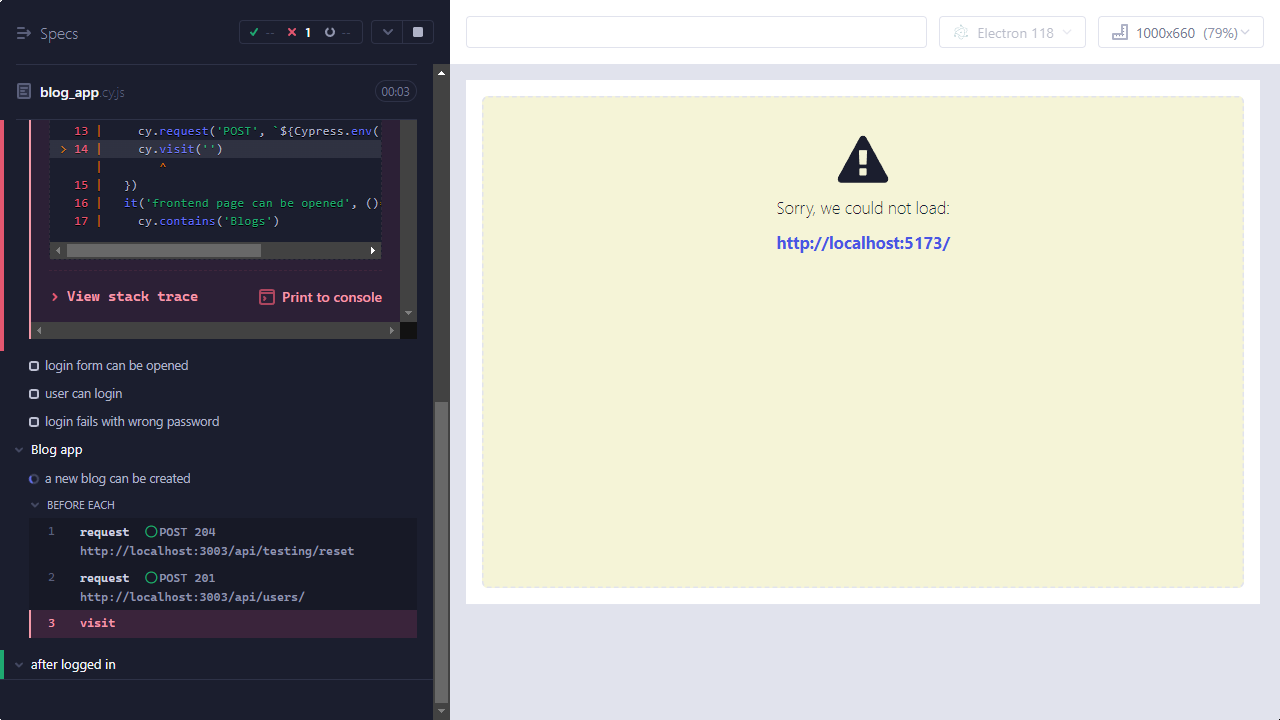 Specs
-- 1 --
blog_app.cy.js
00:03
13 | cy.request('POST', `${Cypress.env(
> 14 | cy.visit('')
| ^
15 | })
16 | it('frontend page can be opened', ()
17 | cy.contains('Blogs')
View stack trace
Print to console
login form can be opened
user can login
login fails with wrong password
Blog app
a new blog can be created
BEFORE EACH
1 request POST 204
http://localhost:3003/api/testing/reset
2 request POST 201
http://localhost:3003/api/users/
3 visit
after logged in
Electron 118
1000x660 (79%)
Sorry, we could not load:
http://localhost:5173/